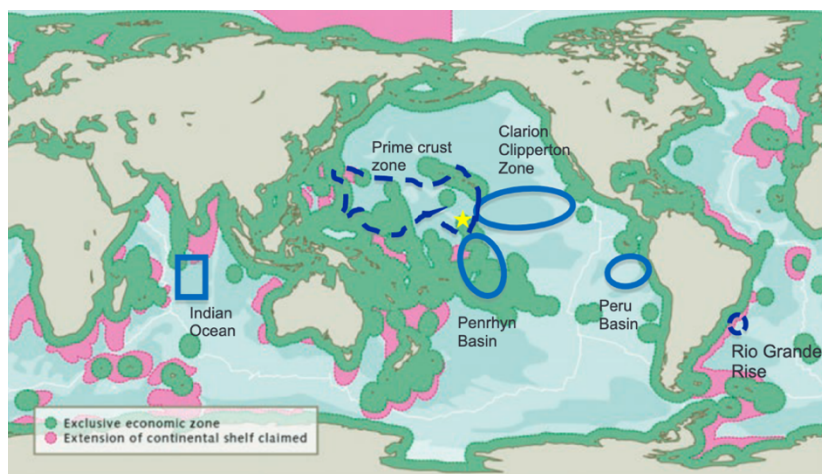 Prime crust
zone
Clarion
Clipperton
Zone
Indian
Ocean
Penrhyn
Basin
Peru
Basin
Rio Grande
Rise
Exclusive economic zone
Extension of continental shelf claimed